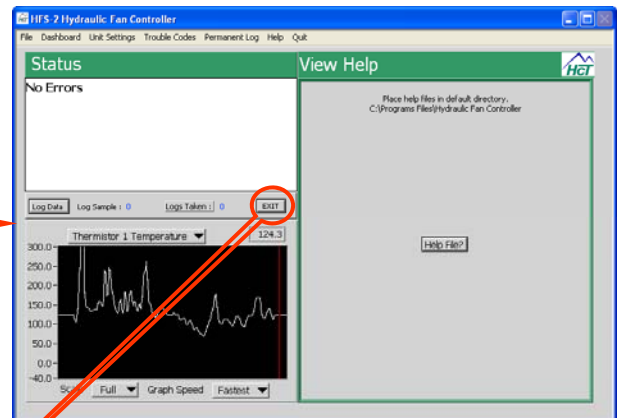 HFS-2 Hydraulic Fan Controller
File Dashboard Unit Settings Trouble Codes Permanent Log Help Quit
Status
View Help
HCT
No Errors
Place help files in default directory.
C:\Programs Files\Hydraulic Fan Controller
Log Data Log Sample : 0 Logs Taken : 0 EXIT
Thermistor 1 Temperature 124.3
Help File?
300.0
250.0
200.0
150.0
100.0
50.0
0.0
-40.0
Full Graph Speed Fastest